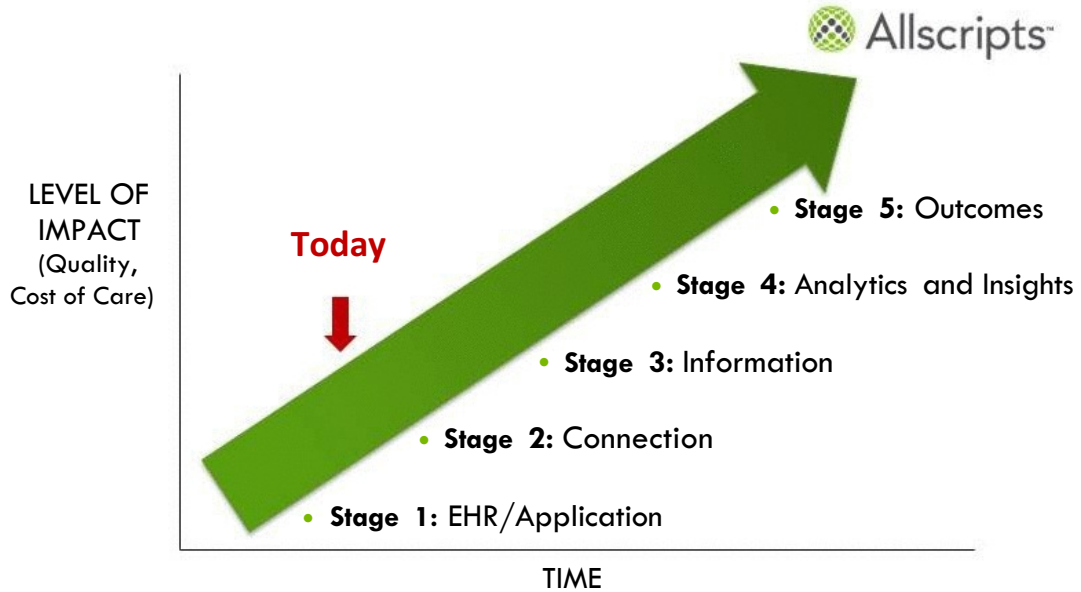 Allscripts™
LEVEL OF
IMPACT
(Quality,
Cost of Care)
Today
• Stage 5: Outcomes
• Stage 4: Analytics and Insights
• Stage 3: Information
• Stage 2: Connection
• Stage 1: EHR/Application
TIME